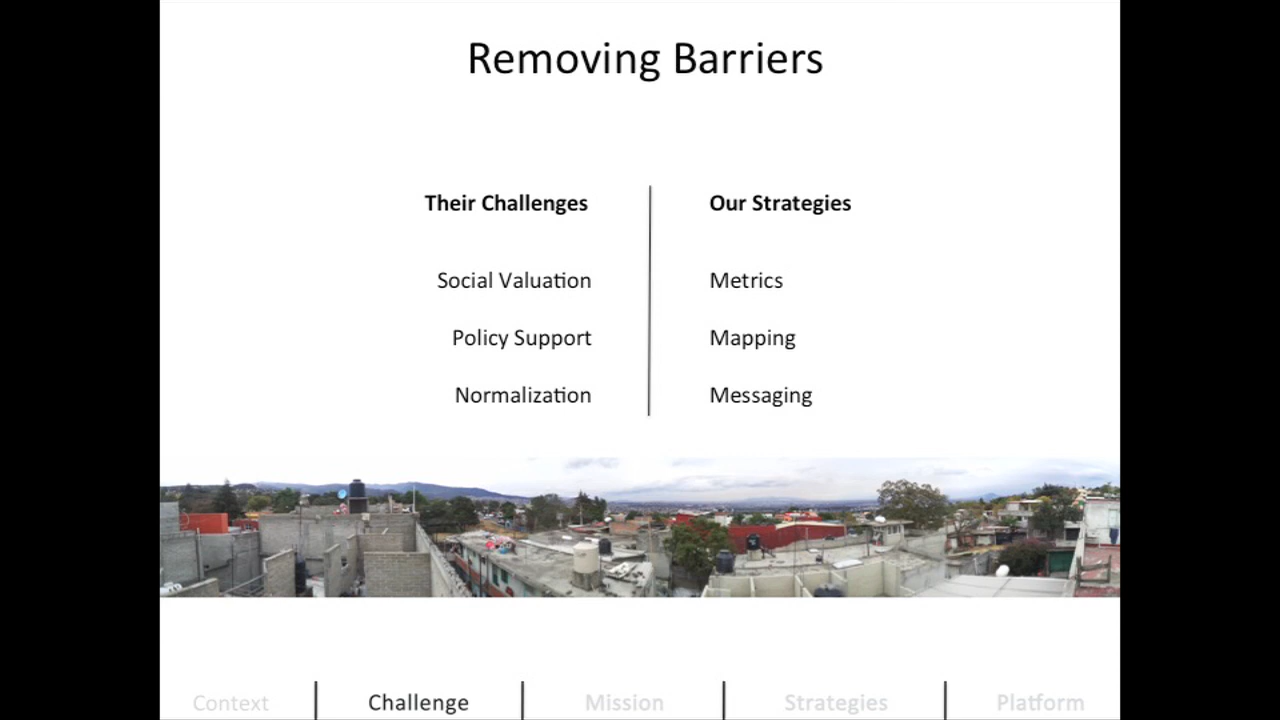 Removing Barriers
Their Challenges
Social Valuation
Policy Support
Normalization
Our Strategies
Metrics
Mapping
Messaging
Context
Challenge
Mission
Strategies
Platform